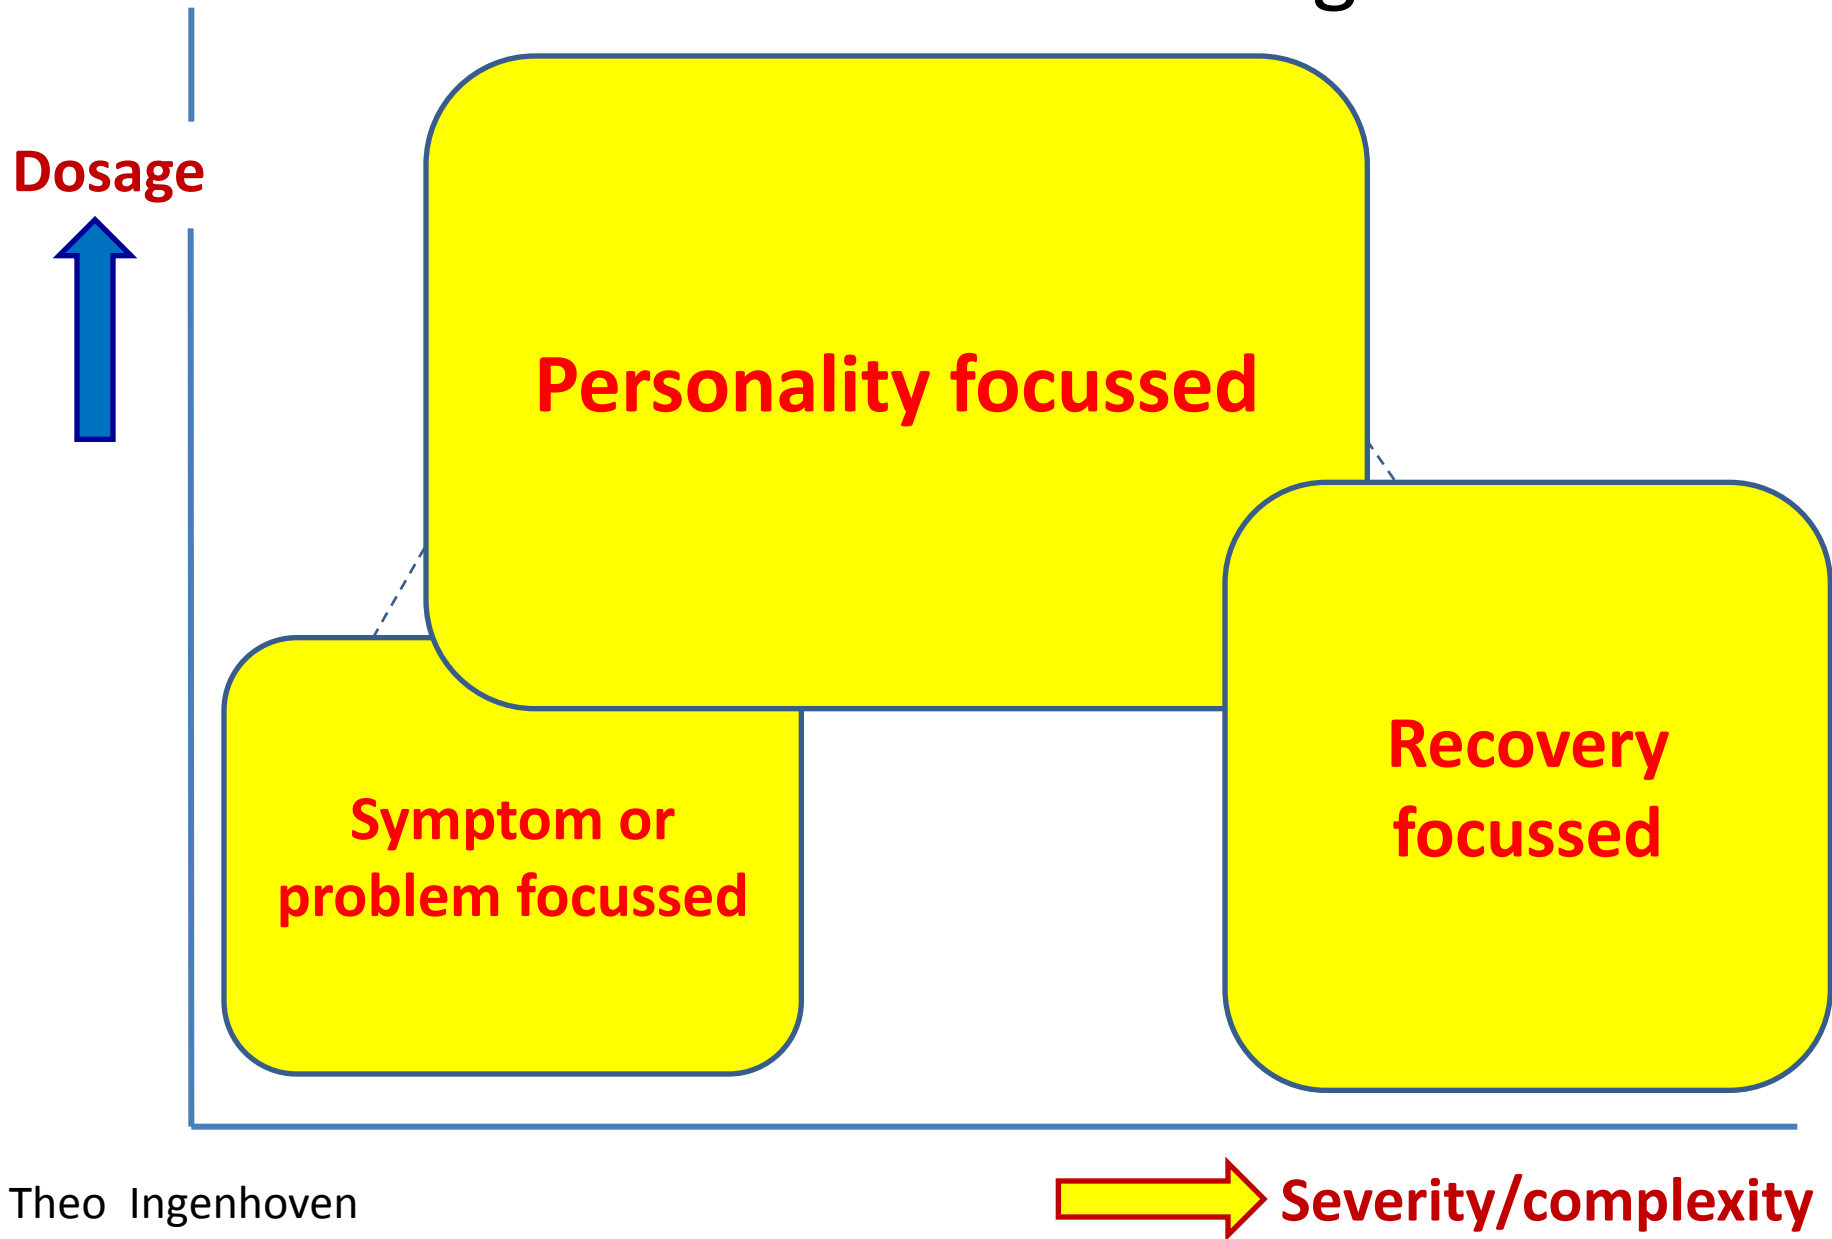 Dosage
Personality focussed
Symptom or
problem focussed
Recovery
focussed
Theo Ingenhoven
Severity/complexity